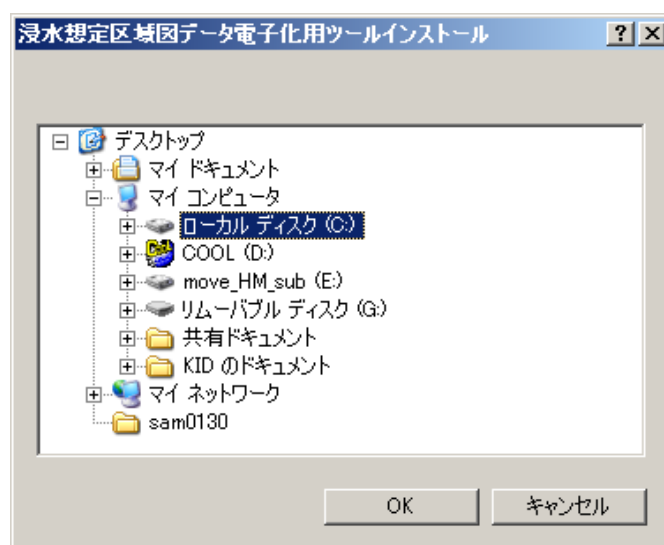 浸水想定区域図データ電子化用ツールインストール
デスクトップ
マイ ドキュメント
マイ コンピュータ
ローカル ディスク (C:)
COOL (D:)
move_HM_sub (E:)
リムーバブル ディスク (G:)
共有ドキュメント
KID のドキュメント
マイ ネットワーク
sam0130
OK キャンセル